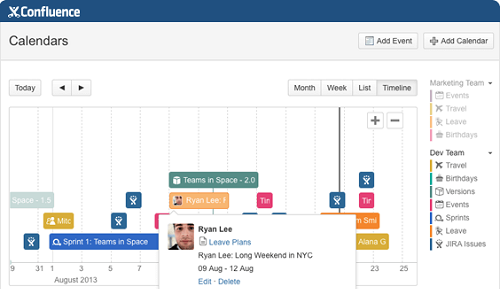 Confluence
Calendars
Add Event
Add Calendar
Today
Month Week List Timeline
Marketing Team
Events
Travel
Leave
Birthdays
Dev Team
Travel
Birthdays
Versions
Events
Sprints
Leave
JIRA Issues
Teams in Space - 2.0
Space - 1.5
Ryan Lee: F
Tir
Mitc
Tir
Smi
Sprint 1: Teams in Space
Alana G
Ryan Lee
Leave Plans
Ryan Lee: Long Weekend in NYC
09 Aug - 12 Aug
Edit · Delete
31 1 3 5 7 23 25
August 2013